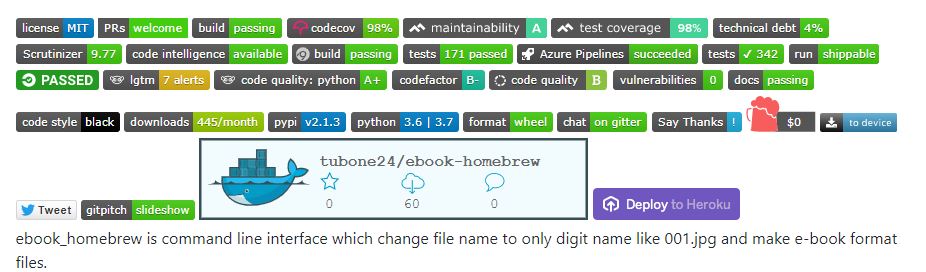 license MIT PRs welcome build passing codecov 98% maintainability A test coverage 98% technical debt 4%
Scrutinizer 9.77 code intelligence available build passing tests 171 passed Azure Pipelines succeeded tests ✓ 342 run shippable
PASSED lgtm 7 alerts code quality: python A+ codefactor B- code quality B vulnerabilities 0 docs passing
code style black downloads 445/month pypi v2.1.3 python 3.6 | 3.7 format wheel chat on gitter Say Thanks ! $0 to device
tubone24/ebook-homebrew
0 60 0
Tweet gitpitch slideshow Deploy to Heroku
ebook_homebrew is command line interface which change file name to only digit name like 001.jpg and make e-book format
files.